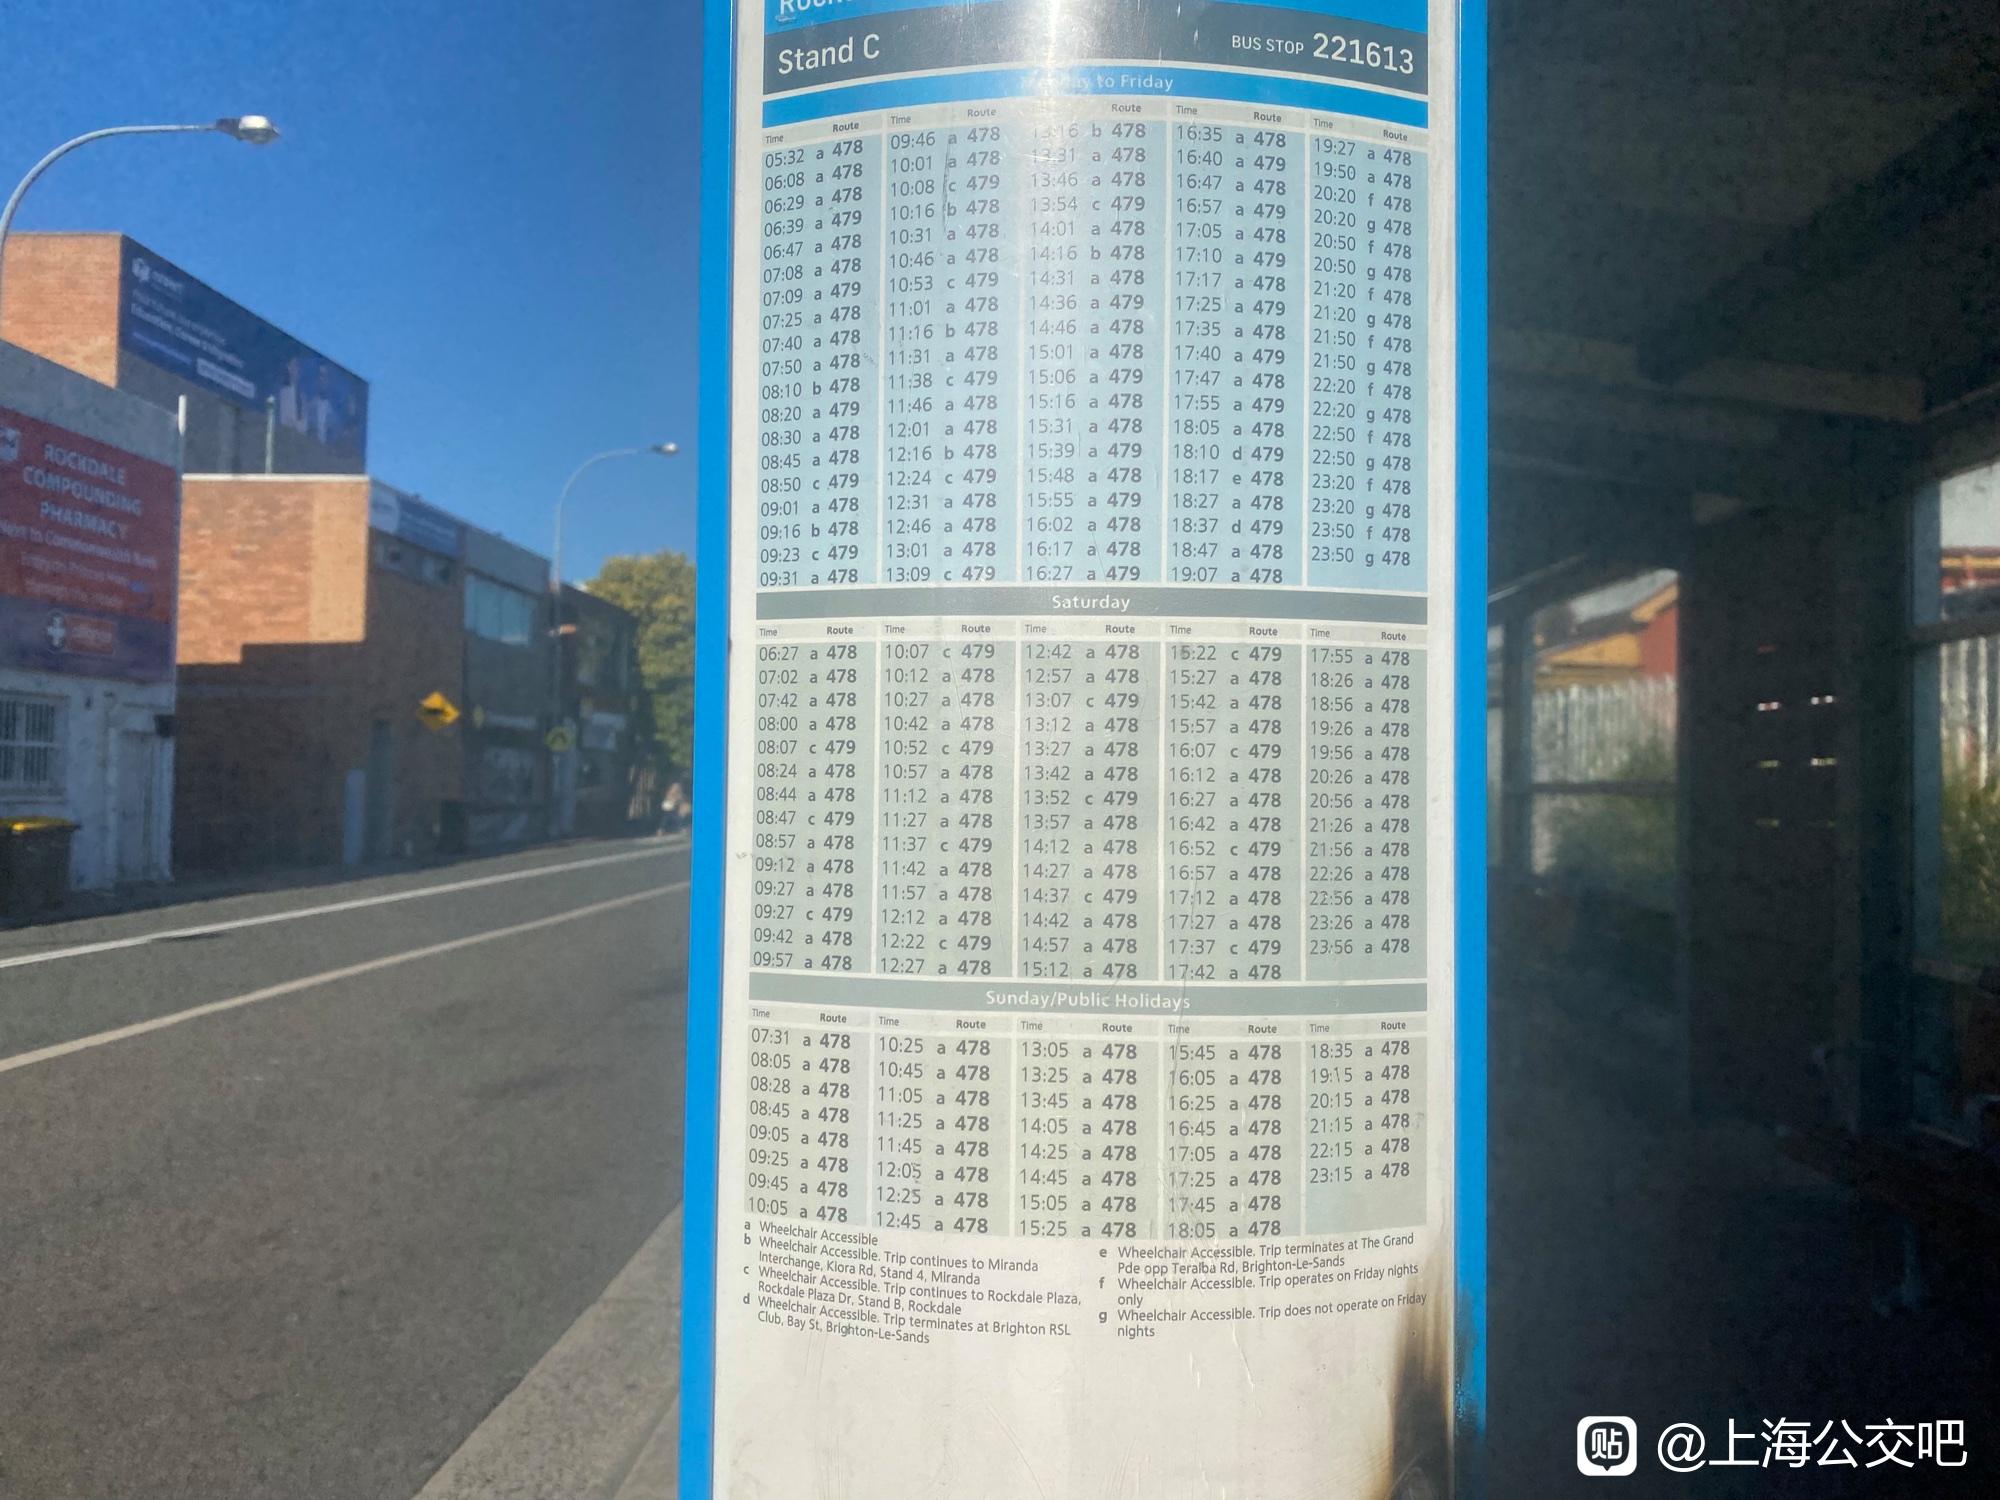 Stand C
BUS STOP 221613
to Friday
Time Route Time Route Route Time Route Time Route
05:32 a 478 09:46 a 478 13:16 b 478 16:35 a 478 19:27 a 478
06:08 a 478 10:01 a 478 13:31 a 478 16:40 a 479 19:50 a 478
06:29 a 478 10:08 c 479 13:46 a 478 16:47 a 478 20:20 f 478
06:39 a 479 10:16 b 478 13:54 c 479 16:57 a 479 20:20 g 478
06:47 a 478 10:31 a 478 14:01 a 478 17:05 a 478 20:50 f 478
07:08 a 478 10:46 a 478 14:16 b 478 17:10 a 479 20:50 g 478
07:09 a 479 10:53 c 479 14:31 a 478 17:17 a 478 21:20 f 478
07:25 a 478 11:01 a 478 14:36 a 479 17:25 a 479 21:20 g 478
07:40 a 478 11:16 b 478 14:46 a 478 17:35 a 478 21:50 f 478
07:50 a 478 11:31 a 478 15:01 a 478 17:40 a 479 21:50 g 478
08:10 b 478 11:38 c 479 15:06 a 479 17:47 a 478 22:20 f 478
08:20 a 479 11:46 a 478 15:16 a 478 17:55 a 479 22:20 g 478
08:30 a 478 12:01 a 478 15:31 a 478 18:05 a 478 22:50 f 478
08:45 a 478 12:16 b 478 15:39 a 479 18:10 d 479 22:50 g 478
08:50 c 479 12:24 c 479 15:48 a 478 18:17 e 478 23:20 f 478
09:01 a 478 12:31 a 478 15:55 a 479 18:27 a 478 23:20 g 478
09:16 b 478 12:46 a 478 16:02 a 478 18:37 d 479 23:50 f 478
09:23 c 479 13:01 a 478 16:17 a 478 18:47 a 478 23:50 g 478
09:31 a 478 13:09 c 479 16:27 a 479 19:07 a 478
Saturday
Time Route Time Route Time Route Time Route Time Route
06:27 a 478 10:07 c 479 12:42 a 478 15:22 c 479 17:55 a 478
07:02 a 478 10:12 a 478 12:57 a 478 15:27 a 478 18:26 a 478
07:42 a 478 10:27 a 478 13:07 c 479 15:42 a 478 18:56 a 478
08:00 a 478 10:42 a 478 13:12 a 478 15:57 a 478 19:26 a 478
08:07 c 479 10:52 c 479 13:27 a 478 16:07 c 479 19:56 a 478
08:24 a 478 10:57 a 478 13:42 a 478 16:12 a 478 20:26 a 478
08:44 a 478 11:12 a 478 13:52 c 479 16:27 a 478 20:56 a 478
08:47 c 479 11:27 a 478 13:57 a 478 16:42 a 478 21:26 a 478
08:57 a 478 11:37 c 479 14:12 a 478 16:52 c 479 21:56 a 478
09:12 a 478 11:42 a 478 14:27 a 478 16:57 a 478 22:26 a 478
09:27 a 478 11:57 a 478 14:37 c 479 17:12 a 478 22:56 a 478
09:27 c 479 12:12 a 478 14:42 a 478 17:27 a 478 23:26 a 478
09:42 a 478 12:22 c 479 14:57 a 478 17:37 c 479 23:56 a 478
09:57 a 478 12:27 a 478 15:12 a 478 17:42 a 478
Sunday/Public Holidays
Time Route Time Route Time Route Time Route Time Route
07:31 a 478 10:25 a 478 13:05 a 478 15:45 a 478 18:35 a 478
08:05 a 478 10:45 a 478 13:25 a 478 16:05 a 478 19:15 a 478
08:28 a 478 11:05 a 478 13:45 a 478 16:25 a 478 20:15 a 478
08:45 a 478 11:25 a 478 14:05 a 478 16:45 a 478 21:15 a 478
09:05 a 478 11:45 a 478 14:25 a 478 17:05 a 478 22:15 a 478
09:25 a 478 12:05 a 478 14:45 a 478 17:25 a 478 23:15 a 478
09:45 a 478 12:25 a 478 15:05 a 478 17:45 a 478
10:05 a 478 12:45 a 478 15:25 a 478 18:05 a 478
a Wheelchair Accessible
b Wheelchair Accessible. Trip continues to Miranda
Interchange, Kiora Rd, Stand 4, Miranda
c Wheelchair Accessible. Trip continues to Rockdale Plaza,
Rockdale Plaza Dr, Stand B, Rockdale
d Wheelchair Accessible. Trip terminates at Brighton RSL
Club, Bay St, Brighton-Le-Sands
e Wheelchair Accessible. Trip terminates at The Grand
Pde opp Teralba Rd, Brighton-Le-Sands
f Wheelchair Accessible. Trip operates on Friday nights
only
g Wheelchair Accessible. Trip does not operate on Friday
nights
ROCKDALE
COMPOUNDING
PHARMACY
Next to Commonwealth Bank
贴 @上海公交吧